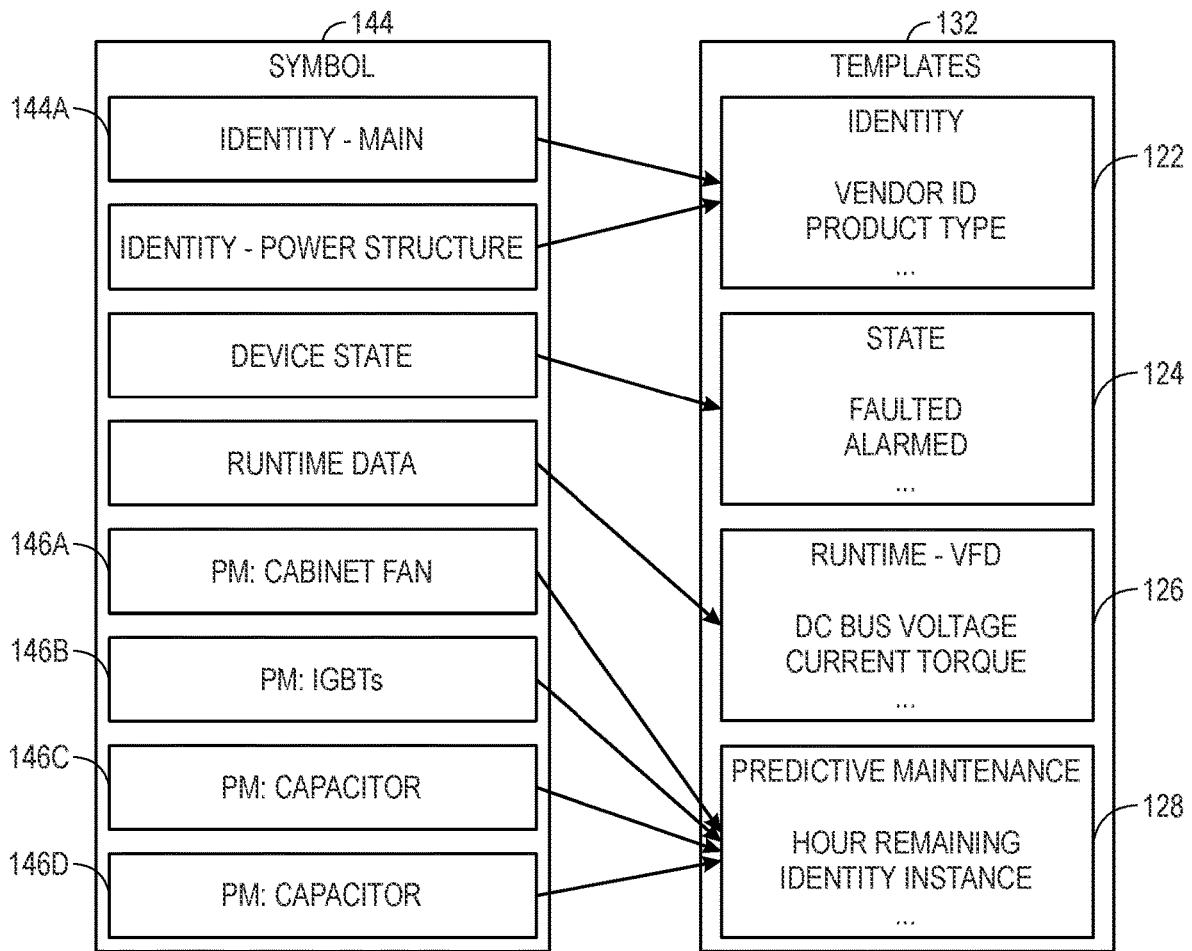 144
132
SYMBOL
TEMPLATES
144A
IDENTITY - MAIN
IDENTITY - POWER STRUCTURE
DEVICE STATE
RUNTIME DATA
146A
PM: CABINET FAN
146B
PM: IGBTs
146C
PM: CAPACITOR
146D
PM: CAPACITOR
IDENTITY
VENDOR ID
PRODUCT TYPE
...
122
STATE
FAULTED
ALARMED
...
124
RUNTIME - VFD
DC BUS VOLTAGE
CURRENT TORQUE
...
126
PREDICTIVE MAINTENANCE
HOUR REMAINING
IDENTITY INSTANCE
...
128